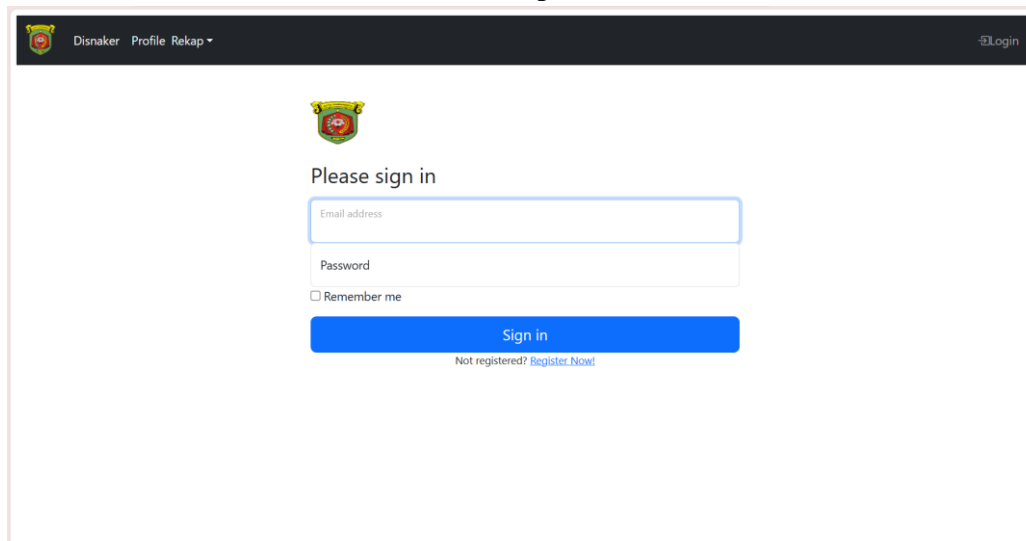 Disnaker Profile Rekap Login
Please sign in
Email address
Password
Remember me
Sign in
Not registered? Register Now!